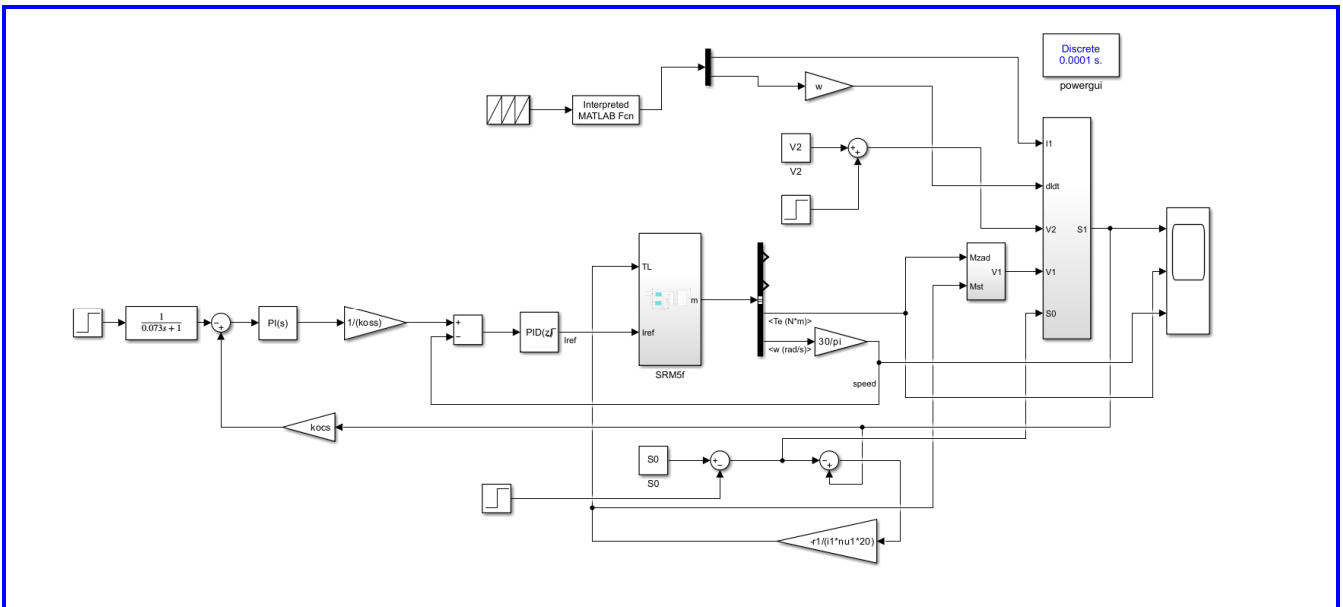 Discrete
0.0001 s.
powergui
Interpreted
MATLAB Fcn
w
V2
V2
I1
dIdt
V2
V1
S0
S1
Mzad
Mst
V1
TL
Iref
m
SRM5f
1
0.073s + 1
− +
PI(s)
1/(koss)
+
−
PID(z)
Iref
<Te (N*m)>
<w (rad/s)>
30/pi
speed
kocs
S0
S0
+ −
− +
+ +
-r1/(i1*nu1*20)